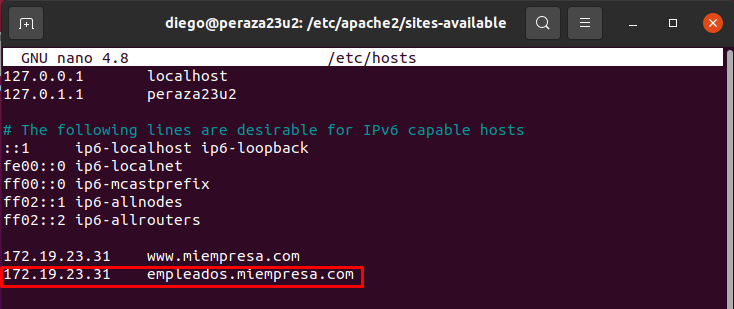 diego@peraza23u2: /etc/apache2/sites-available
GNU nano 4.8 /etc/hosts
127.0.0.1 localhost
127.0.1.1 peraza23u2
# The following lines are desirable for IPv6 capable hosts
::1 ip6-localhost ip6-loopback
fe00::0 ip6-localnet
ff00::0 ip6-mcastprefix
ff02::1 ip6-allnodes
ff02::2 ip6-allrouters
172.19.23.31 www.miempresa.com
172.19.23.31 empleados.miempresa.com